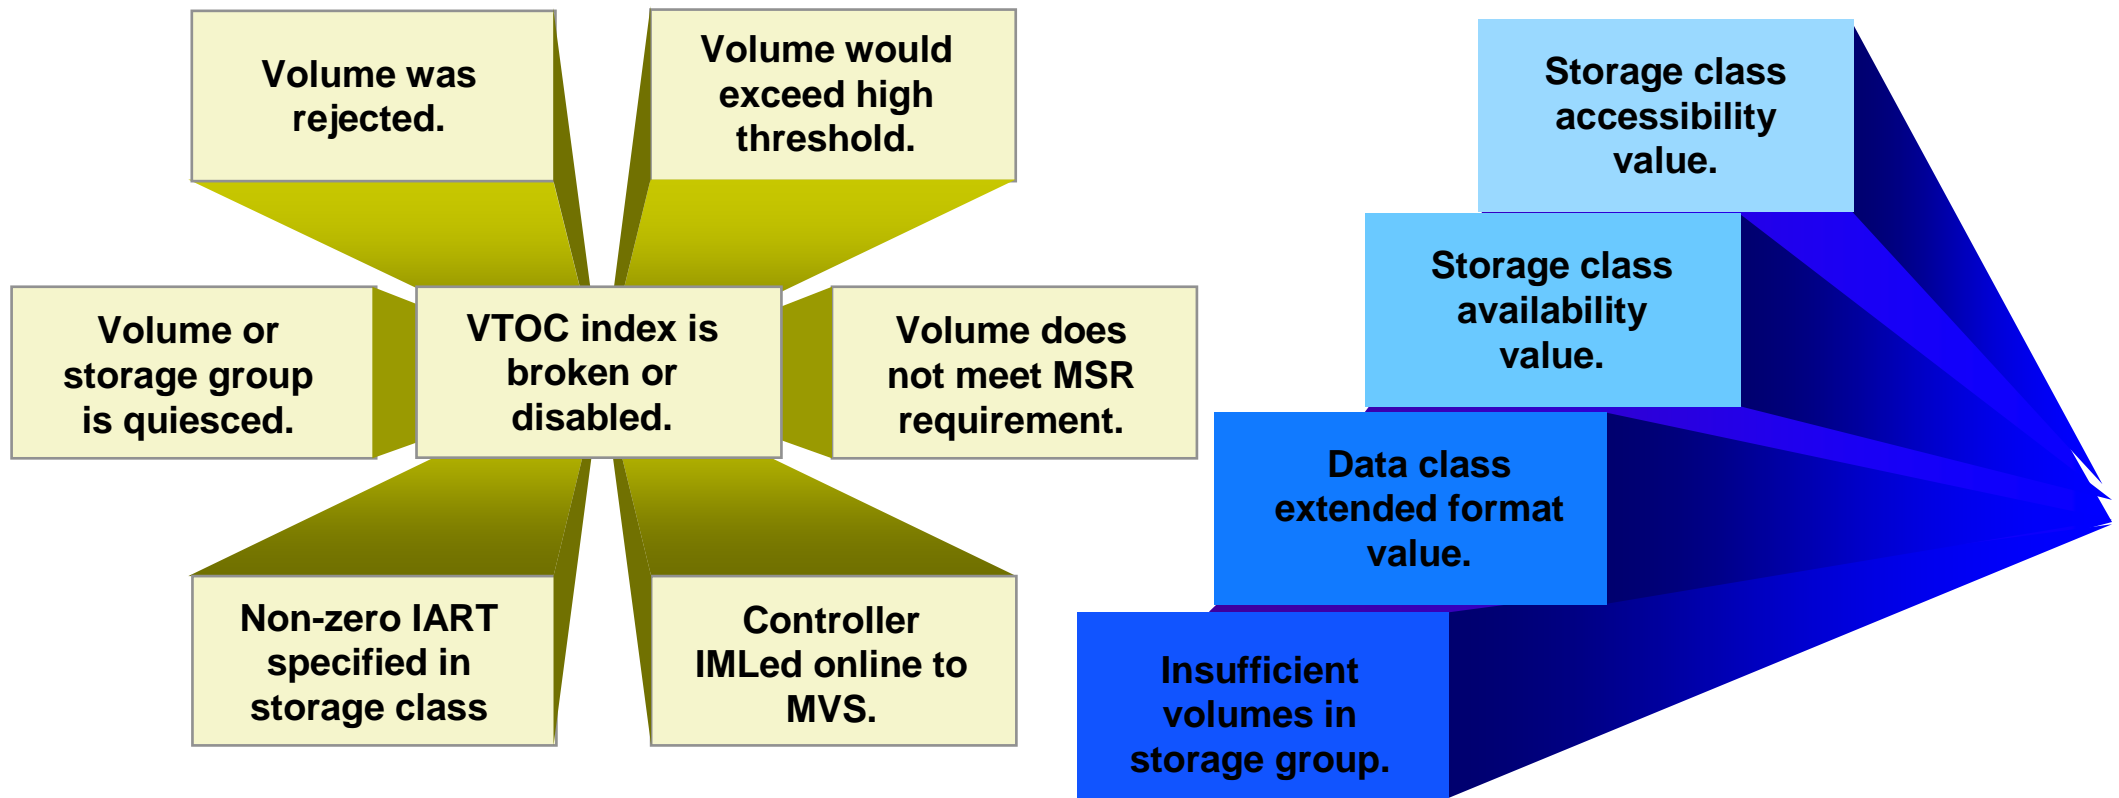 Volume was
rejected.
Volume would
exceed high
threshold.
Volume or
storage group
is quiesced.
VTOC index is
broken or
disabled.
Volume does
not meet MSR
requirement.
Non-zero IART
specified in
storage class
Controller
IMLed online to
MVS.
Storage class
accessibility
value.
Storage class
availability
value.
Data class
extended format
value.
Insufficient
volumes in
storage group.